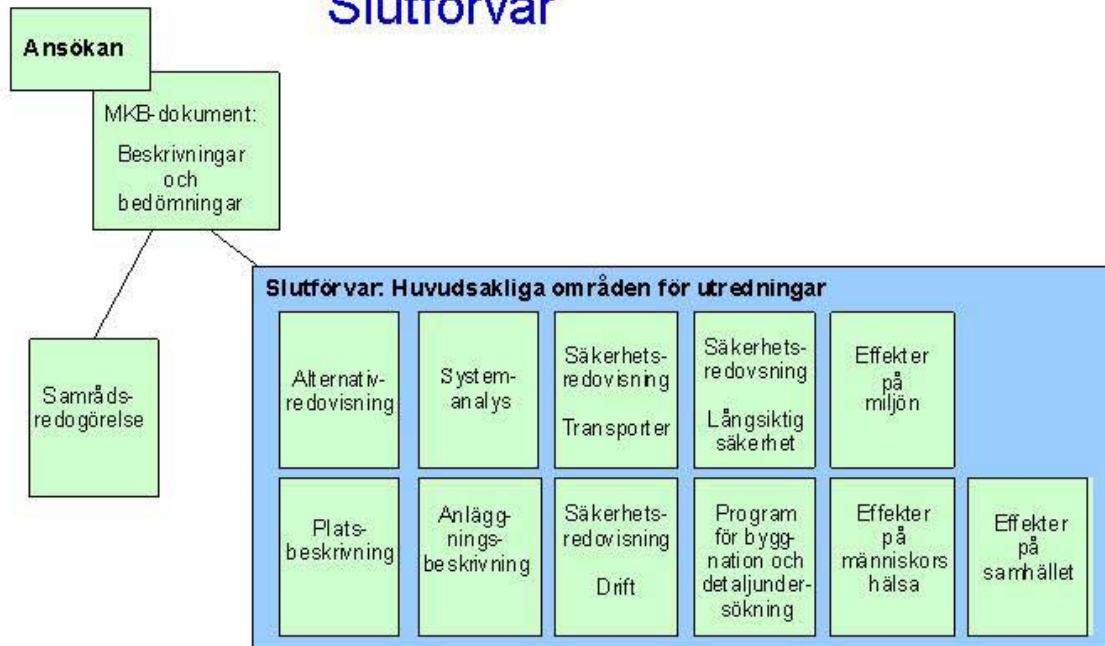 Slutförvar
Ansökan
MKB-dokument:
Beskrivningar
och
bedömningar
Samråds-
redogörelse
Slutförvar: Huvudsakliga områden för utredningar
Alternativ-
redovisning
System-
analys
Säkerhets-
redovisning
Transporter
Säkerhets-
redovsning
Långsiktig
säkerhet
Effekter
på
miljön
Plats-
beskrivning
Anlägg-
nings-
beskrivning
Säkerhets-
redovisning
Drift
Program
för bygg-
nation och
detaljunder-
sökning
Effekter
på
människors
hälsa
Effekter
på
samhället